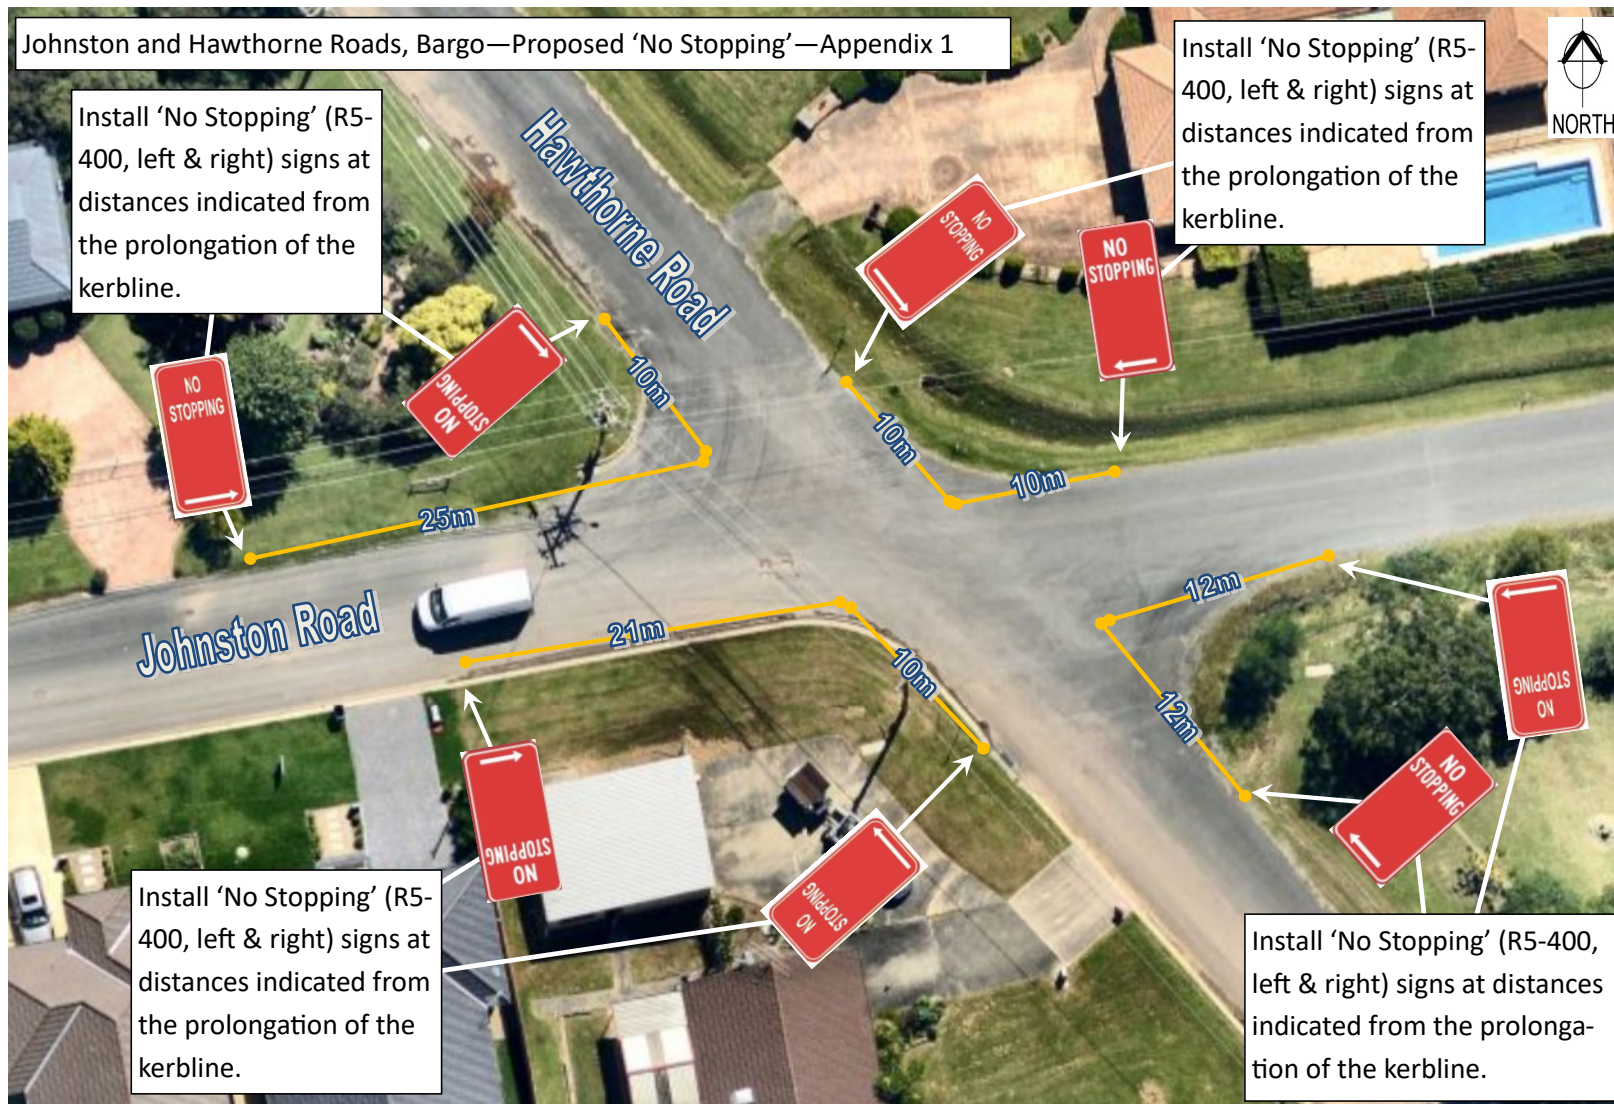 Johnston and Hawthorne Roads, Bargo—Proposed ‘No Stopping’—Appendix 1
Install ‘No Stopping’ (R5-
400, left & right) signs at
distances indicated from
the prolongation of the
kerbline.
Install ‘No Stopping’ (R5-
400, left & right) signs at
distances indicated from
the prolongation of the
kerbline.
NORTH
Hawthorne Road
NO
STOPPING
NO
STOPPING
NO
STOPPING
NO
STOPPING
10m
25m
10m
10m
Johnston Road
21m
10m
12m
12m
NO
STOPPING
NO
STOPPING
NO
STOPPING
NO
STOPPING
Install ‘No Stopping’ (R5-
400, left & right) signs at
distances indicated from
the prolongation of the
kerbline.
Install ‘No Stopping’ (R5-400,
left & right) signs at distances
indicated from the prolonga-
tion of the kerbline.